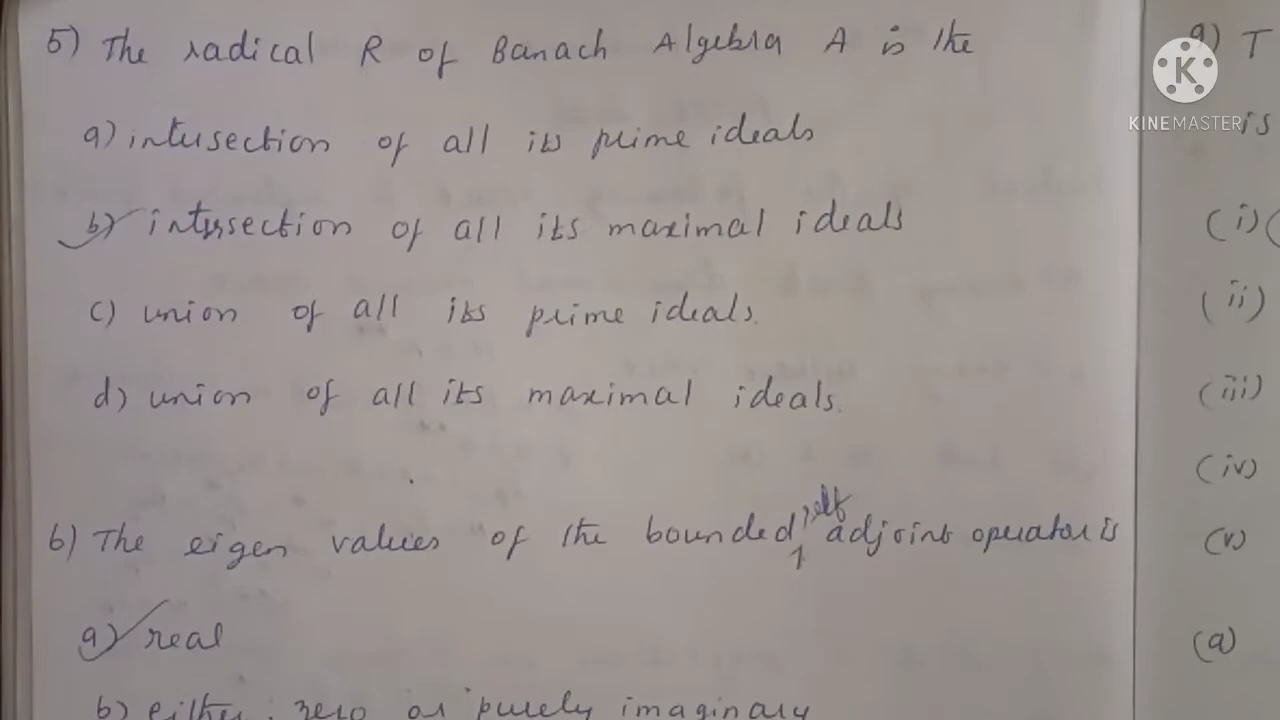 5) The radical R of Banach Algebra A is the
a) intersection of all its prime ideals
b) intersection of all its maximal ideals
c) union of all its prime ideals.
d) union of all its maximal ideals.
6) The eigen values of the bounded self adjoint operator is
a) real
b) either zero or purely imaginary
9) T
is
(i) (
(ii)
(iii)
(iv)
(v)
(a)
K
KINEMASTER